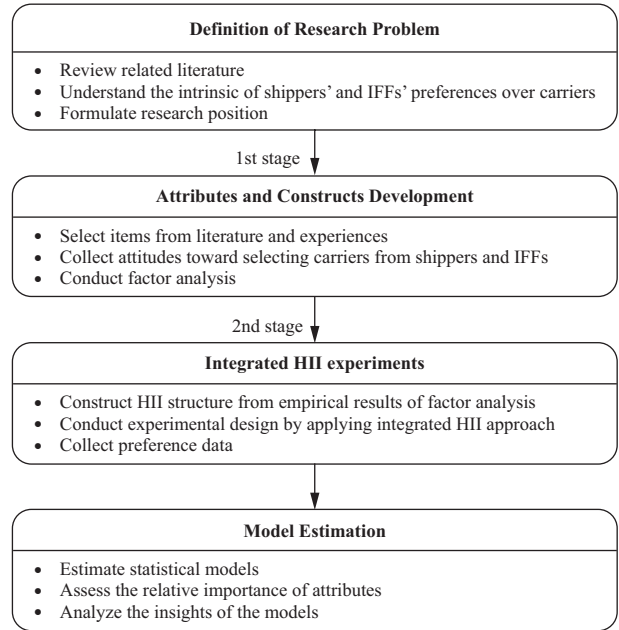 Definition of Research Problem
• Review related literature
• Understand the intrinsic of shippers’ and IFFs’ preferences over carriers
• Formulate research position
1st stage
Attributes and Constructs Development
• Select items from literature and experiences
• Collect attitudes toward selecting carriers from shippers and IFFs
• Conduct factor analysis
2nd stage
Integrated HII experiments
• Construct HII structure from empirical results of factor analysis
• Conduct experimental design by applying integrated HII approach
• Collect preference data
Model Estimation
• Estimate statistical models
• Assess the relative importance of attributes
• Analyze the insights of the models